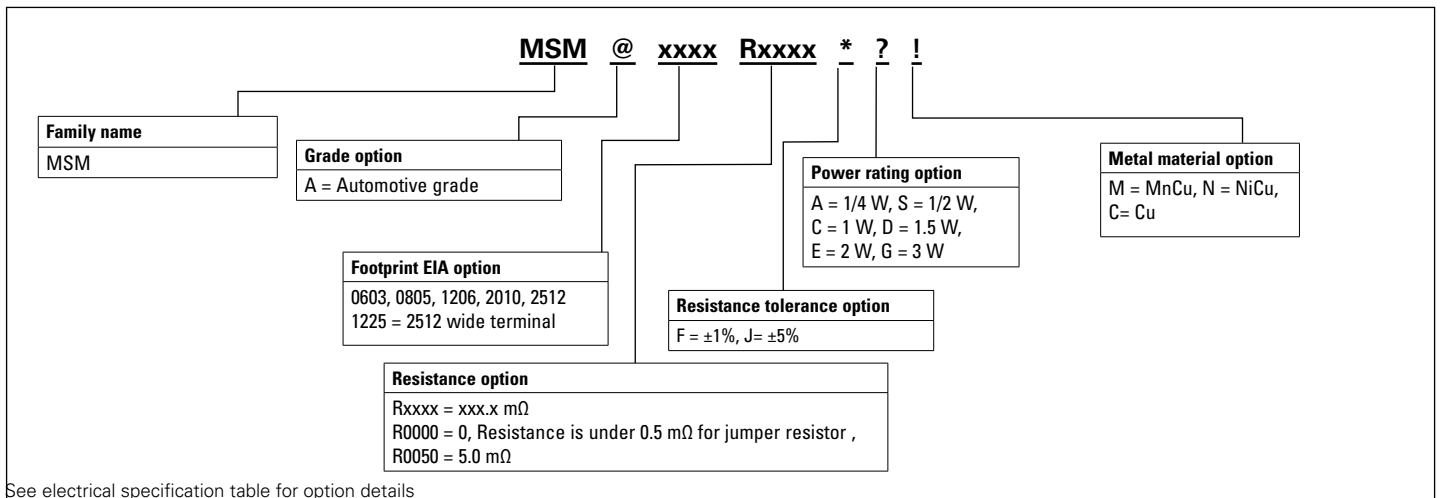 MSM @ xxxx Rxxxx * ? !
Family name
MSM
Grade option
A = Automotive grade
Footprint EIA option
0603, 0805, 1206, 2010, 2512
1225 = 2512 wide terminal
Resistance option
Rxxxx = xxx.x mΩ
R0000 = 0, Resistance is under 0.5 mΩ for jumper resistor ,
R0050 = 5.0 mΩ
Resistance tolerance option
F = ±1%, J= ±5%
Power rating option
A = 1/4 W, S = 1/2 W,
C = 1 W, D = 1.5 W,
E = 2 W, G = 3 W
Metal material option
M = MnCu, N = NiCu,
C= Cu
See electrical specification table for option details